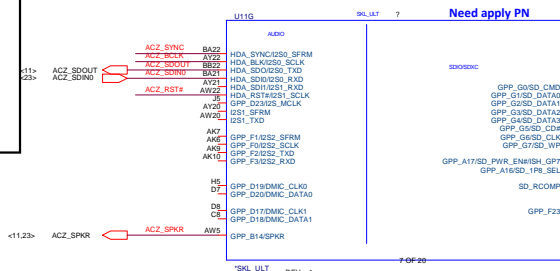 U11G
SKL_ULT
?
Need apply PN
AUDIO
SDIO/SDXC
ACZ_SYNC BA22 HDA_SYNC/I2S0_SFRM
ACZ_BCLK AY22 HDA_BLK/I2S0_SCLK
<11> ACZ_SDOUT ACZ_SDOUT BB22 HDA_SDO/I2S0_TXD
<23> ACZ_SDIN0 ACZ_SDIN0 BA21 HDA_SDI0/I2S0_RXD
AY21 HDA_SDI1/I2S1_RXD
ACZ_RST# AW22 HDA_RST#/I2S1_SCLK
J5 GPP_D23/I2S_MCLK
AY20 I2S1_SFRM
AW20 I2S1_TXD
AK7 GPP_F1/I2S2_SFRM
AK6 GPP_F0/I2S2_SCLK
AK9 GPP_F2/I2S2_TXD
AK10 GPP_F3/I2S2_RXD
H5 GPP_D19/DMIC_CLK0
D7 GPP_D20/DMIC_DATA0
D8 GPP_D17/DMIC_CLK1
C8 GPP_D18/DMIC_DATA1
<11,23> ACZ_SPKR ACZ_SPKR AW5 GPP_B14/SPKR
GPP_G0/SD_CMD
GPP_G1/SD_DATA0
GPP_G2/SD_DATA1
GPP_G3/SD_DATA2
GPP_G4/SD_DATA3
GPP_G5/SD_CD#
GPP_G6/SD_CLK
GPP_G7/SD_WP
GPP_A17/SD_PWR_EN#/ISH_GP7
GPP_A16/SD_1P8_SEL
SD_RCOMP
GPP_F23
7 OF 20
*SKL_ULT